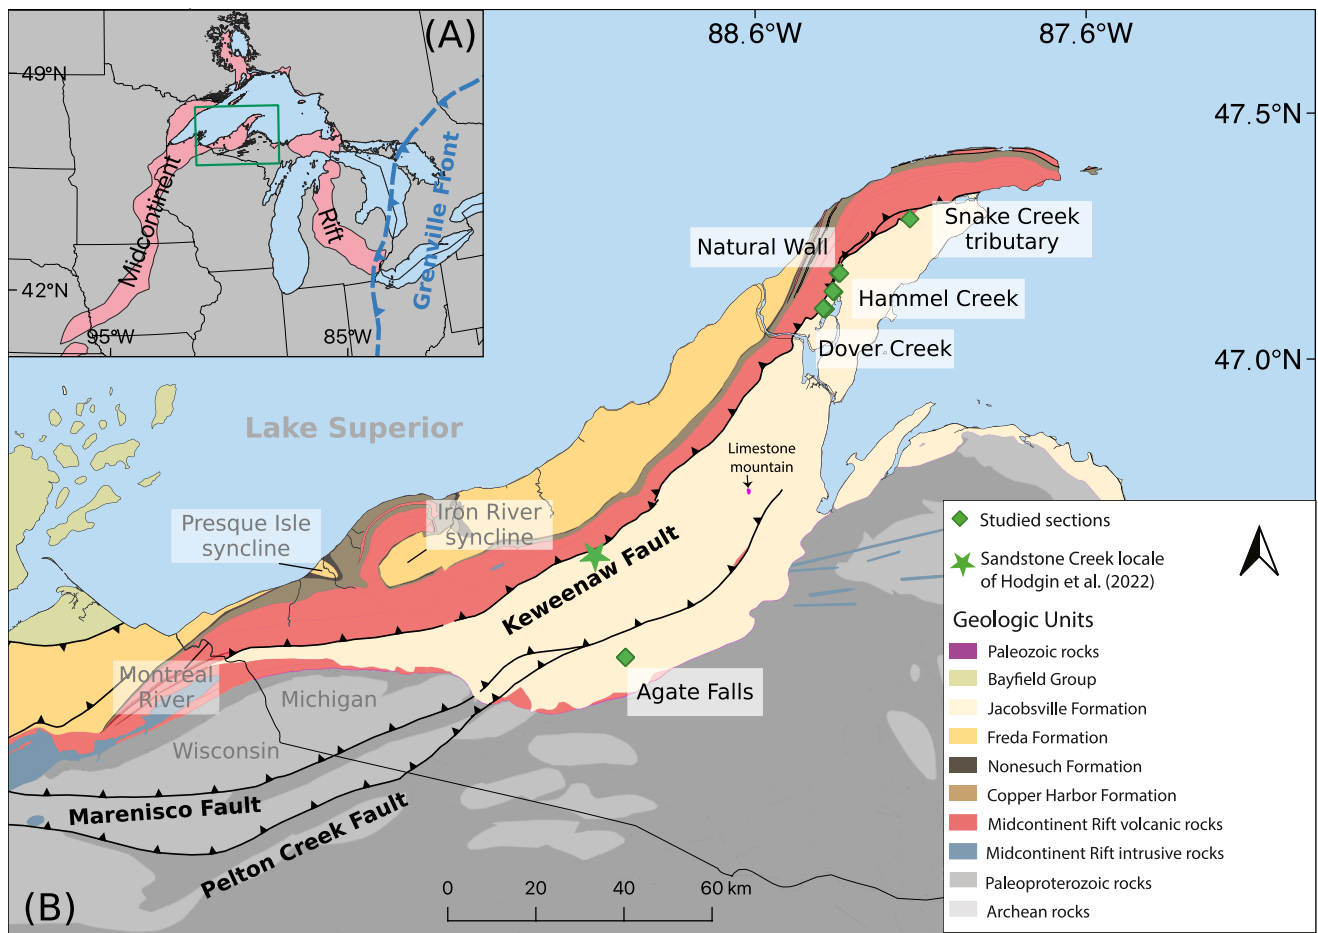 (A)
49°N
42°N
95°W
85°W
Midcontinent
Rift
Grenville Front
88.6°W
87.6°W
47.5°N
47.0°N
Snake Creek
tributary
Natural Wall
Hammel Creek
Dover Creek
Lake Superior
Limestone
mountain
Presque Isle
syncline
Iron River
syncline
Keweenaw Fault
Montreal
River
Michigan
Wisconsin
Agate Falls
Marenisco Fault
Pelton Creek Fault
(B)
0 20 40 60 km
Studied sections
Sandstone Creek locale
of Hodgin et al. (2022)
Geologic Units
Paleozoic rocks
Bayfield Group
Jacobsville Formation
Freda Formation
Nonesuch Formation
Copper Harbor Formation
Midcontinent Rift volcanic rocks
Midcontinent Rift intrusive rocks
Paleoproterozoic rocks
Archean rocks